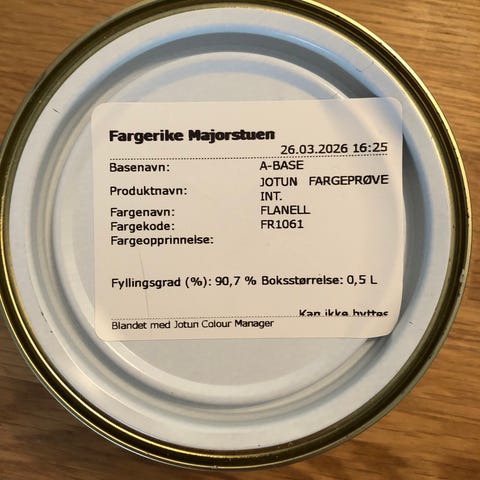 Fargerike Majorstuen
26.03.2026 16:25
Basenavn: A-BASE
Produktnavn: JOTUN FARGEPRØVE
INT.
Fargenavn: FLANELL
Fargekode: FR1061
Fargeopprinnelse:
Fyllingsgrad (%): 90,7 % Boksstørrelse: 0,5 L
Kan ikke byttes
Blandet med Jotun Colour Manager